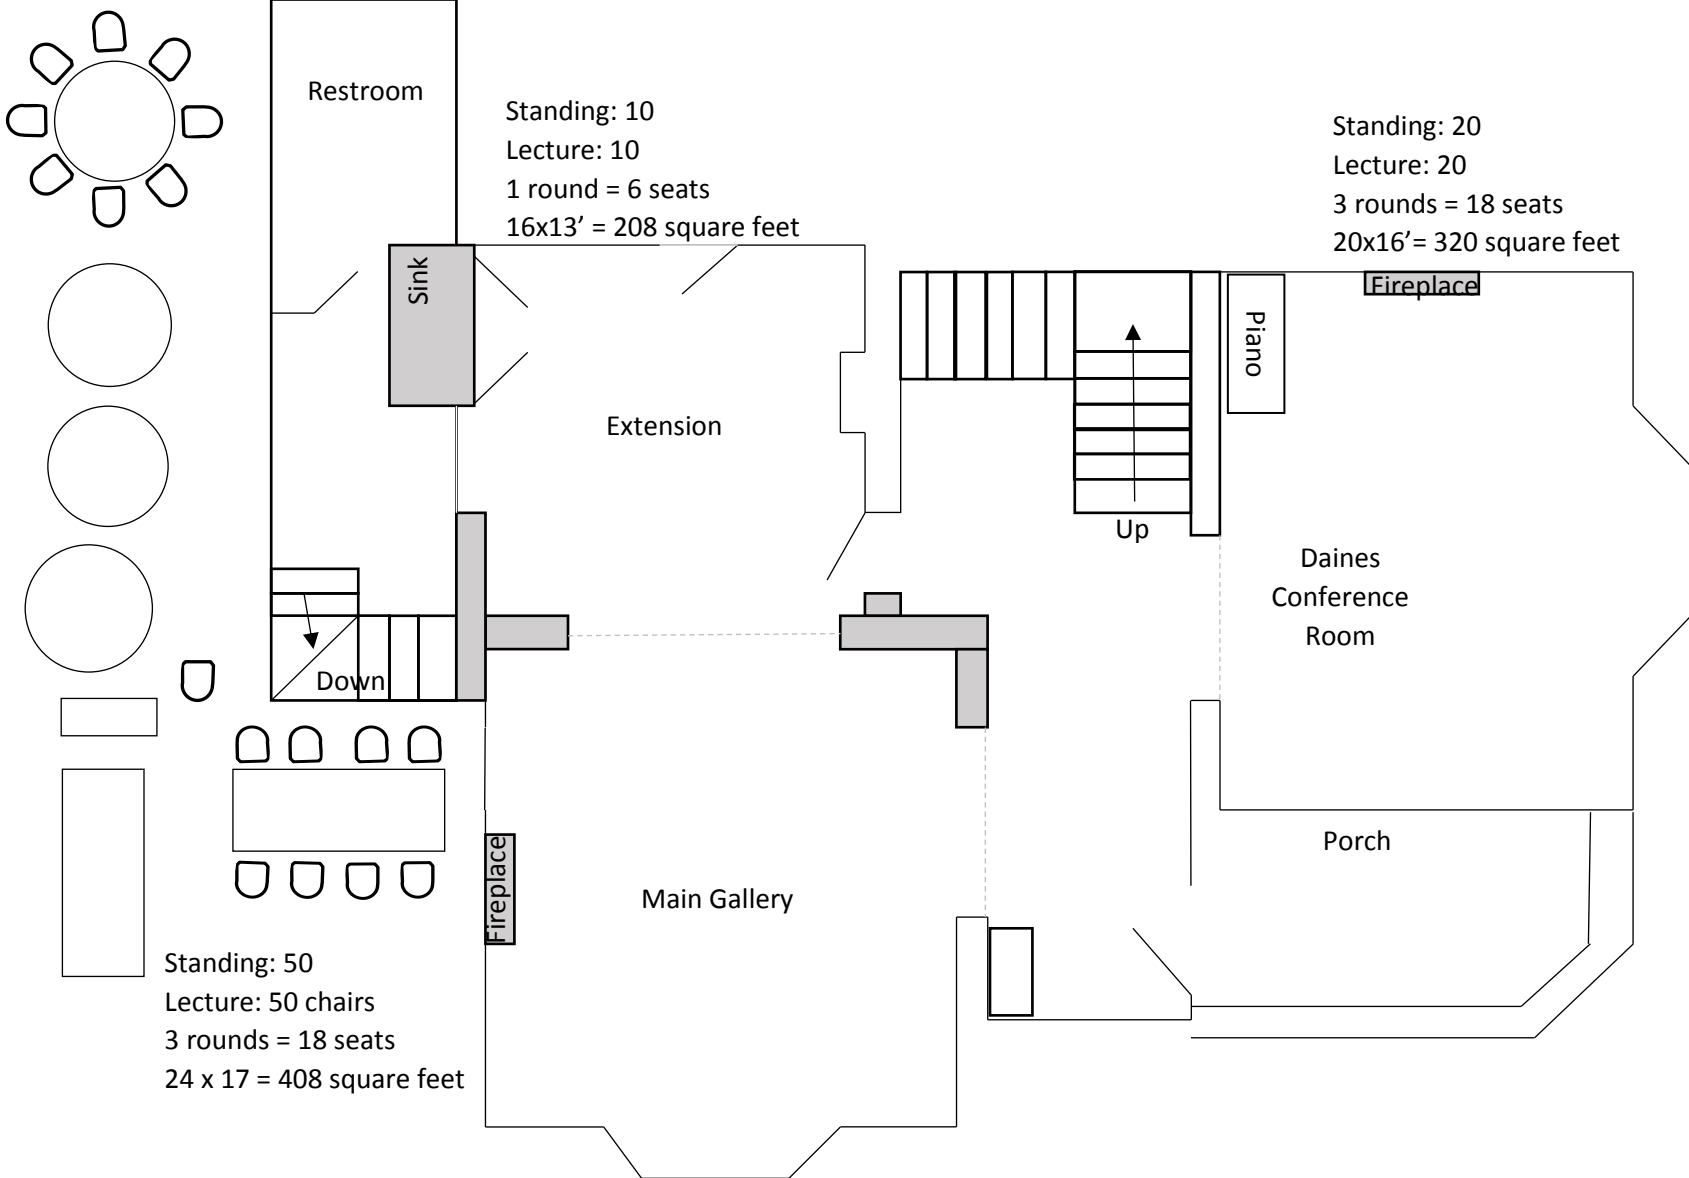 Restroom
Standing: 10
Lecture: 10
1 round = 6 seats
16x13’ = 208 square feet
Standing: 20
Lecture: 20
3 rounds = 18 seats
20x16’= 320 square feet
Sink
Fireplace
Piano
Extension
Up
Daines
Conference
Room
Down
Porch
Fireplace
Main Gallery
Standing: 50
Lecture: 50 chairs
3 rounds = 18 seats
24 x 17 = 408 square feet